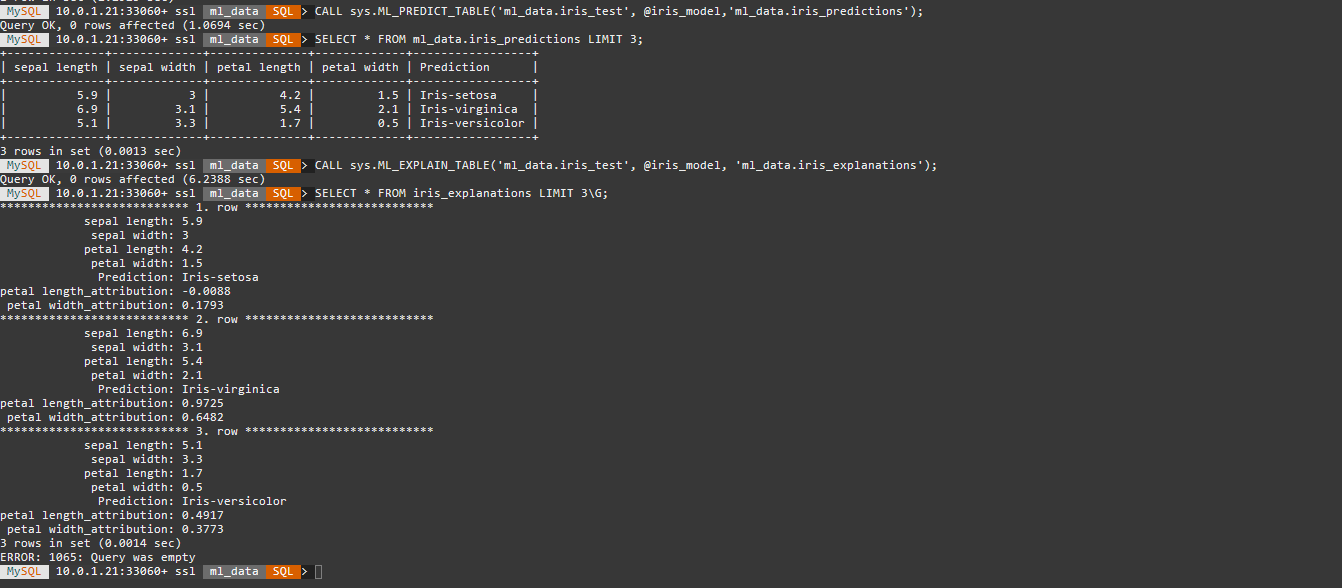 MySQL 10.0.1.21:33060+ ssl ml_data SQL > CALL sys.ML_PREDICT_TABLE('ml_data.iris_test', @iris_model,'ml_data.iris_predictions');
Query OK, 0 rows affected (1.0694 sec)
MySQL 10.0.1.21:33060+ ssl ml_data SQL > SELECT * FROM ml_data.iris_predictions LIMIT 3;
+--------------+-------------+--------------+-------------+-----------------+
| sepal length | sepal width | petal length | petal width | Prediction      |
+--------------+-------------+--------------+-------------+-----------------+
|          5.9 |           3 |          4.2 |         1.5 | Iris-setosa     |
|          6.9 |         3.1 |          5.4 |         2.1 | Iris-virginica  |
|          5.1 |         3.3 |          1.7 |         0.5 | Iris-versicolor |
+--------------+-------------+--------------+-------------+-----------------+
3 rows in set (0.0013 sec)
MySQL 10.0.1.21:33060+ ssl ml_data SQL > CALL sys.ML_EXPLAIN_TABLE('ml_data.iris_test', @iris_model, 'ml_data.iris_explanations');
Query OK, 0 rows affected (6.2388 sec)
MySQL 10.0.1.21:33060+ ssl ml_data SQL > SELECT * FROM iris_explanations LIMIT 3\G;
*************************** 1. row ***************************
sepal length: 5.9
sepal width: 3
petal length: 4.2
petal width: 1.5
Prediction: Iris-setosa
petal length_attribution: -0.0088
petal width_attribution: 0.1793
*************************** 2. row ***************************
sepal length: 6.9
sepal width: 3.1
petal length: 5.4
petal width: 2.1
Prediction: Iris-virginica
petal length_attribution: 0.9725
petal width_attribution: 0.6482
*************************** 3. row ***************************
sepal length: 5.1
sepal width: 3.3
petal length: 1.7
petal width: 0.5
Prediction: Iris-versicolor
petal length_attribution: 0.4917
petal width_attribution: 0.3773
3 rows in set (0.0014 sec)
ERROR: 1065: Query was empty
MySQL 10.0.1.21:33060+ ssl ml_data SQL >